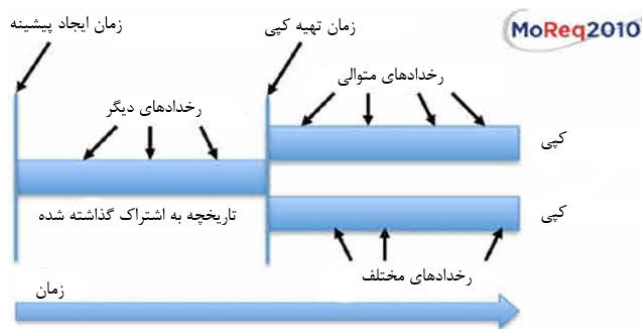 زمان ایجاد پیشینه
زمان تهیه کپی
MoReq2010®
رخدادهای دیگر
رخدادهای متوالی
کپی
تاریخچه به اشتراک گذاشته شده
کپی
رخدادهای مختلف
زمان